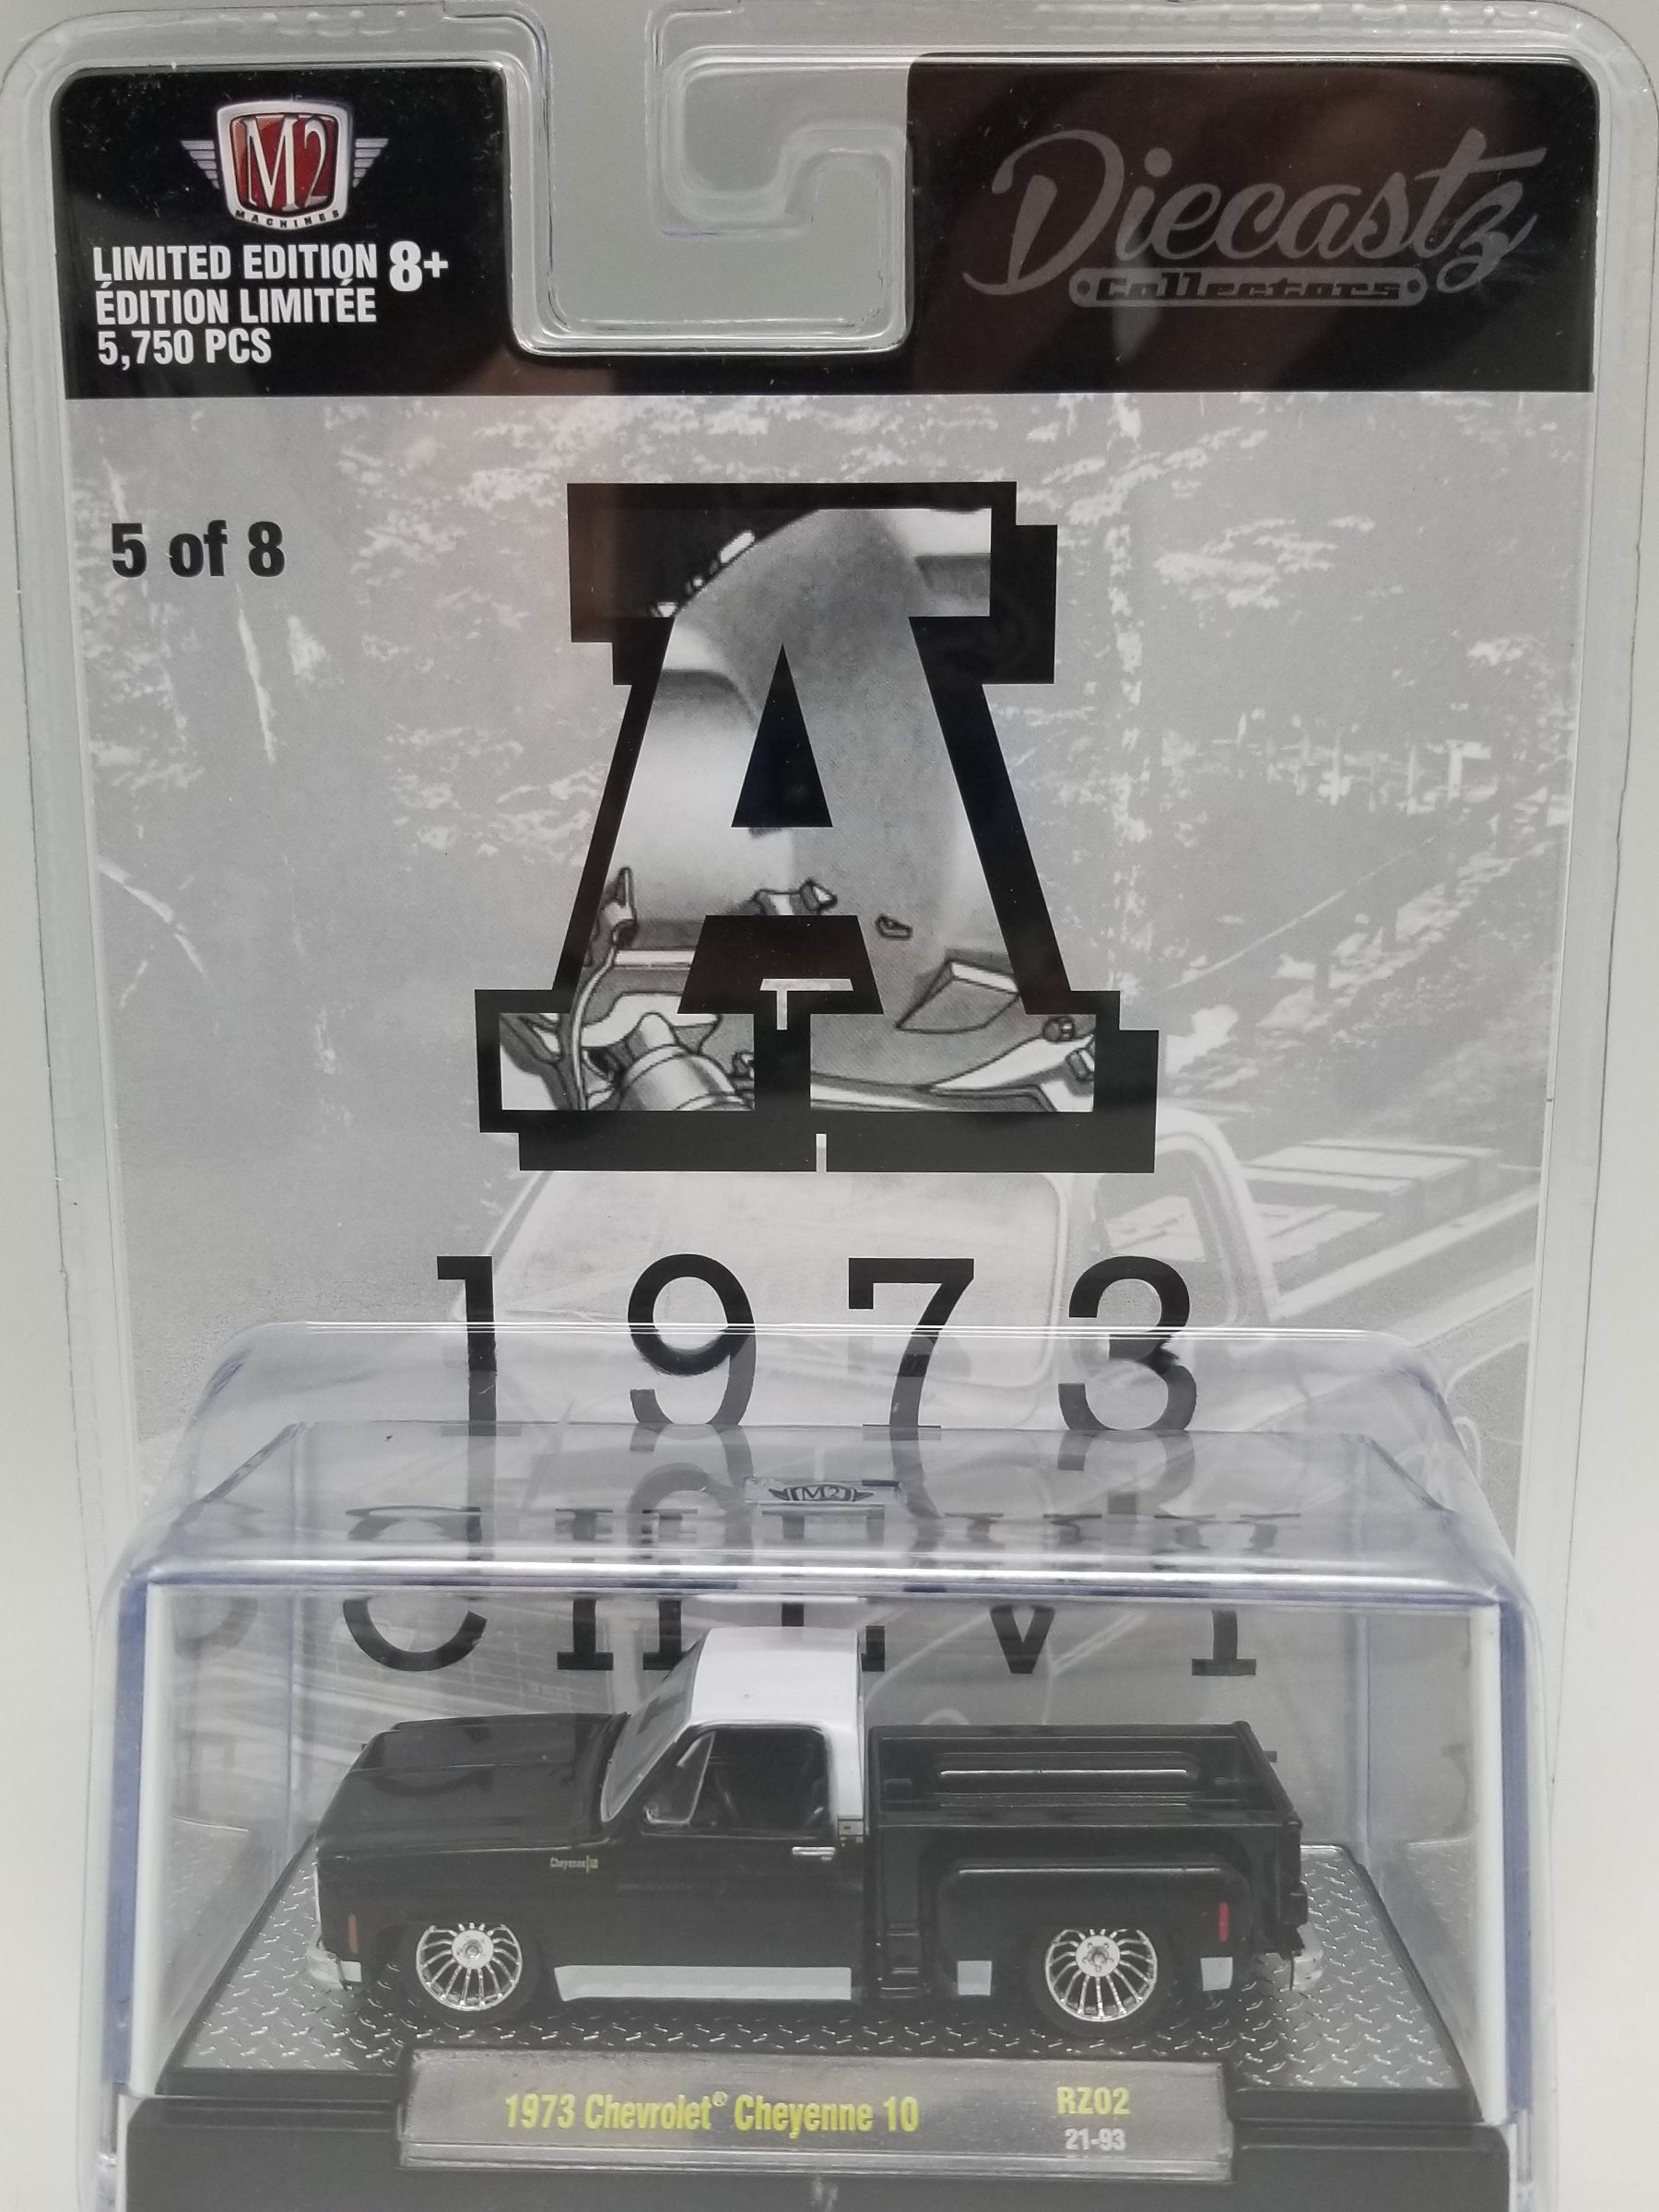 M2
MACHINES
LIMITED EDITION 8+
ÉDITION LIMITÉE
5,750 PCS
Diecastz
Collectors
5 of 8
A
1973
M2
CHEVY
Cheyenne 10
1973 Chevrolet® Cheyenne 10
RZ02
21-93